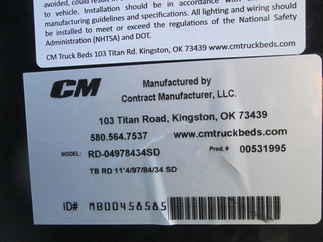 avoided, could result in
to vehicle. Installation should be in accordance with
manufacturing guidelines and specifications. All lighting and wiring should
be installed to meet or exceed the regulations of the National Safety
Administration (NHTSA) and DOT.
CM Truck Beds 103 Titan Rd. Kingston, OK 73439 www.cmtruckbeds.com
CM
Manufactured by
Contract Manufacturer, LLC.
103 Titan Road, Kingston, OK 73439
580.564.7537 www.cmtruckbeds.com
MODEL: RD-04978434SD Prod. # 00531995
TB RD 11'4/97/84/34 SD
ID# MB00458585